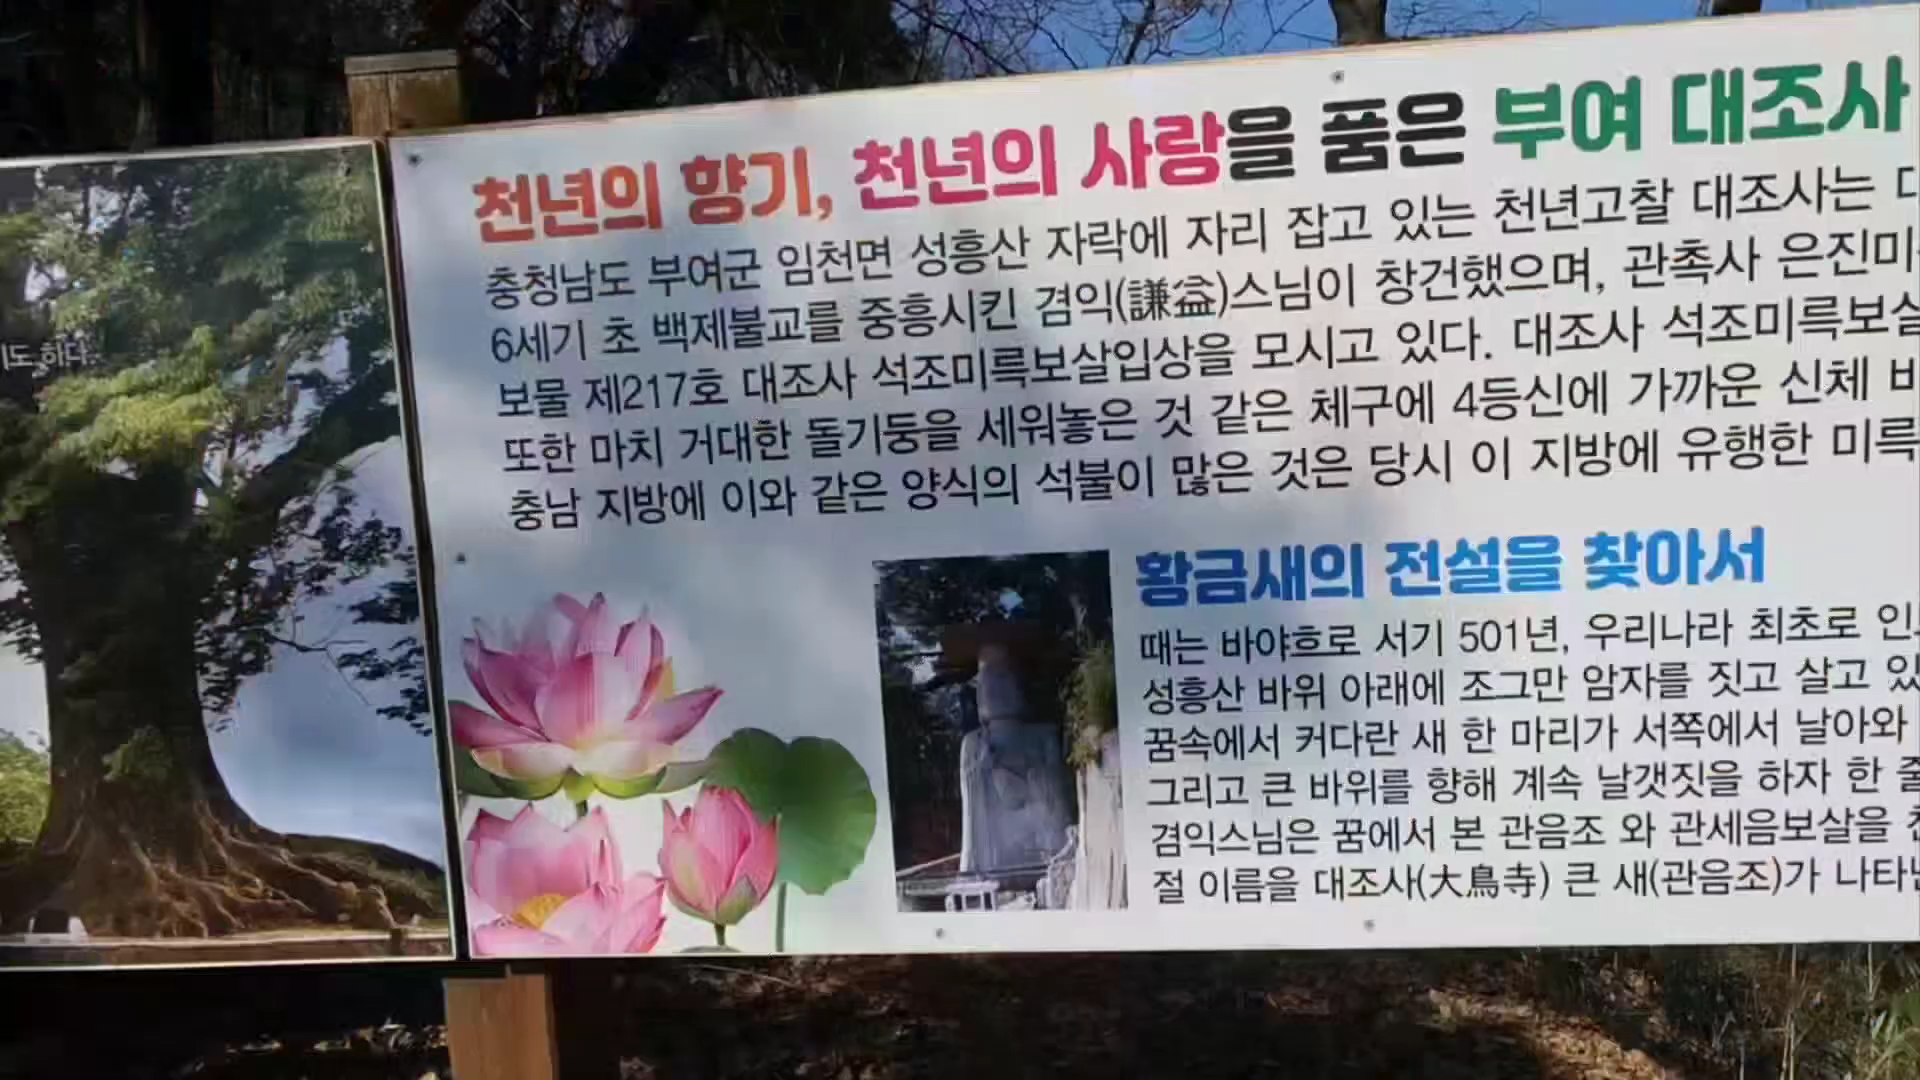 천년의 향기, 천년의 사랑을 품은 부여 대조사
충청남도 부여군 임천면 성흥산 자락에 자리 잡고 있는 천년고찰 대조사는
6세기 초 백제불교를 중흥시킨 겸익(謙益)스님이 창건했으며, 관촉사 은진미
보물 제217호 대조사 석조미륵보살입상을 모시고 있다. 대조사 석조미륵보살
또한 마치 거대한 돌기둥을 세워놓은 것 같은 체구에 4등신에 가까운 신체 비
충남 지방에 이와 같은 양식의 석불이 많은 것은 당시 이 지방에 유행한 미륵
황금새의 전설을 찾아서
때는 바야흐로 서기 501년, 우리나라 최초로 인
성흥산 바위 아래에 조그만 암자를 짓고 살고 있
꿈속에서 커다란 새 한 마리가 서쪽에서 날아와
그리고 큰 바위를 향해 계속 날갯짓을 하자 한 줄
겸익스님은 꿈에서 본 관음조 와 관세음보살을 친
절 이름을 대조사(大鳥寺) 큰 새(관음조)가 나타난